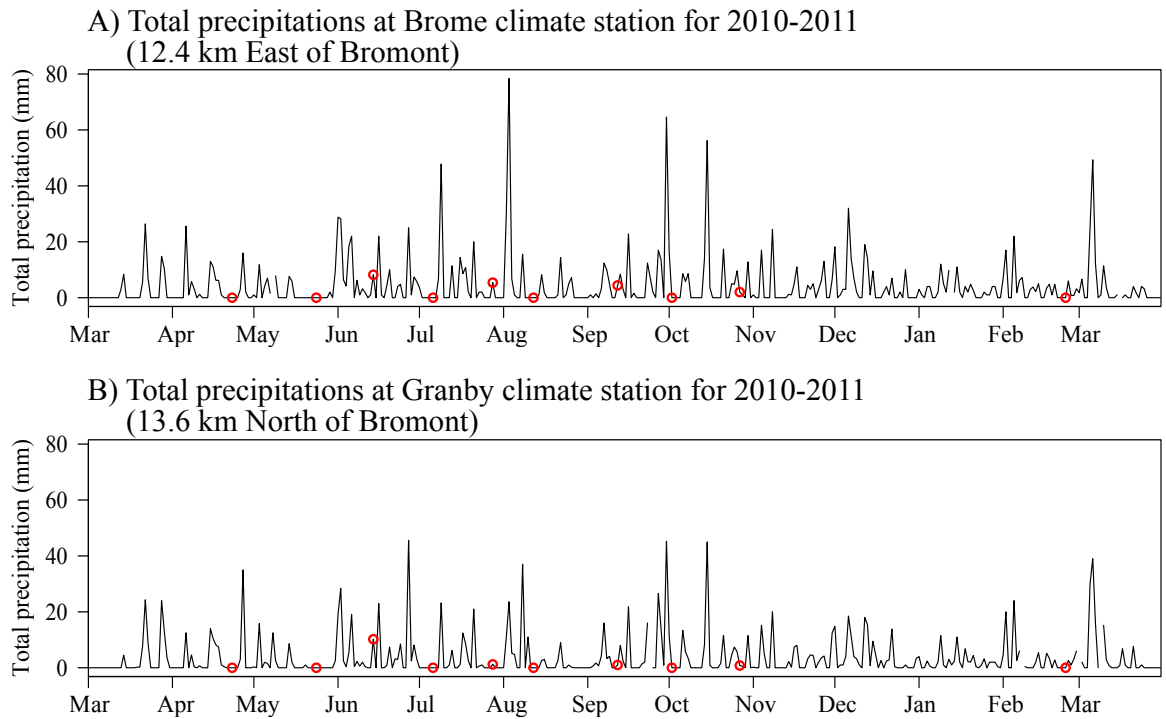 A) Total precipitations at Brome climate station for 2010-2011
(12.4 km East of Bromont)
Total precipitation (mm)
80
60
40
20
0
Mar Apr May Jun Jul Aug Sep Oct Nov Dec Jan Feb Mar
B) Total precipitations at Granby climate station for 2010-2011
(13.6 km North of Bromont)
Total precipitation (mm)
80
60
40
20
0
Mar Apr May Jun Jul Aug Sep Oct Nov Dec Jan Feb Mar